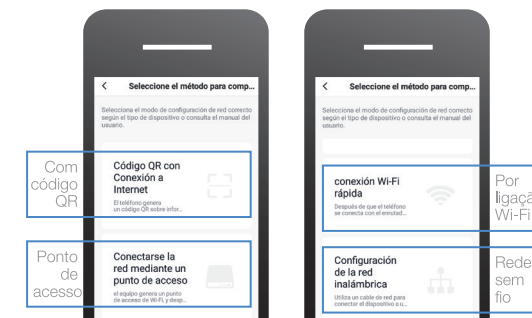 Seleccione el método para comp...
Selecciona el modo de configuración de red correcto
según el tipo de dispositivo o consulta el manual del
usuario.
Com
código
QR
Código QR con
Conexión a
Internet
El teléfono genera
un código QR sobre infor...
Ponto
de
acesso
Conectarse la
red mediante un
punto de acceso
el equipo genera un punto
de acceso de Wi-Fi, y desp...
Seleccione el método para comp...
Selecciona el modo de configuración de red correcto
según el tipo de dispositivo o consulta el manual del
usuario.
conexión Wi-Fi
rápida
Después de que el teléfono
se conecta con el enrutad...
Por
ligaçã
Wi-Fi
Configuración
de la red
inalámbrica
Utiliza un cable de red para
conectar el dispositivo a u...
Rede
sem
fio